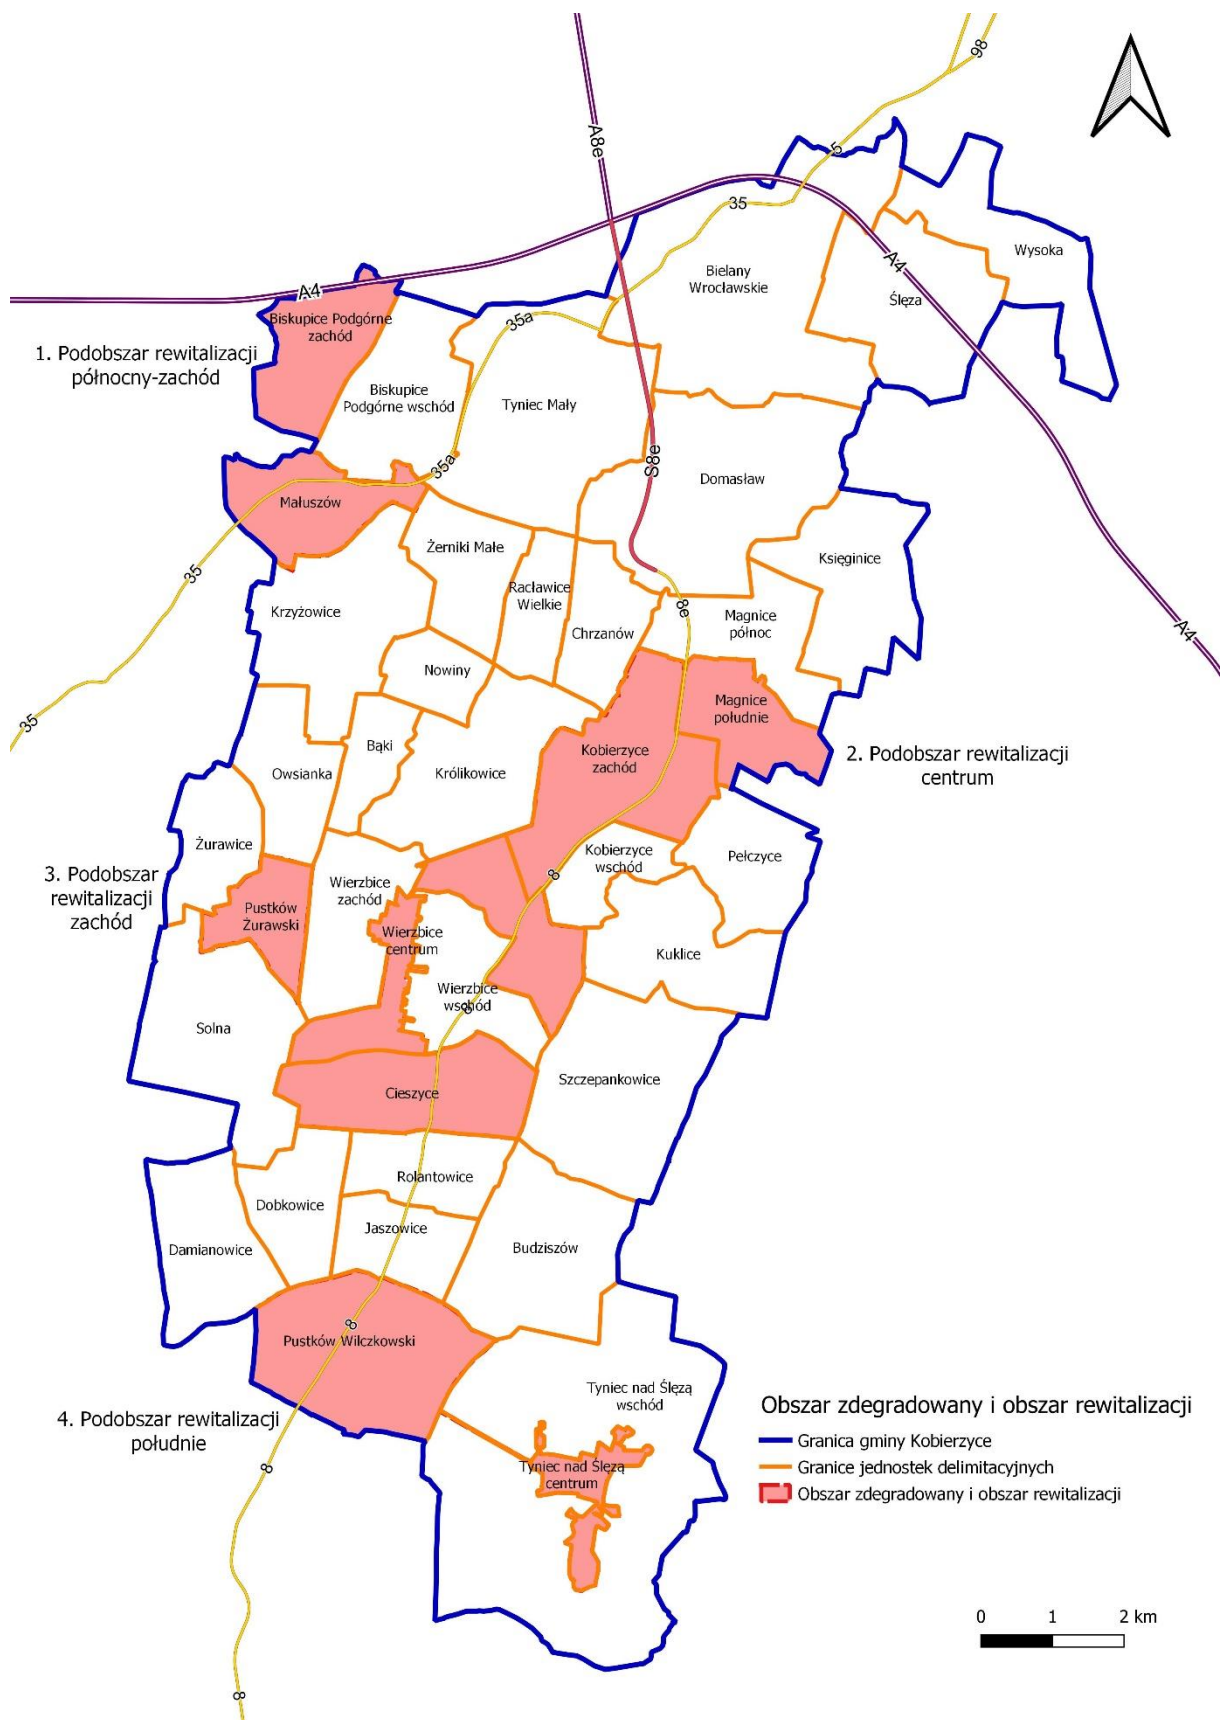 98
A8e
5
35
Wysoka
A4
Bielany
Wrocławskie
Ślęza
A4
Biskupice Podgórne
zachód
35a
1. Podobszar rewitalizacji
północny-zachód
Biskupice
Podgórne wschód
Tyniec Mały
35a
S8e
Domasław
Małuszów
Żerniki Małe
Księginice
35
Racławice
Wielkie
8e
Krzyżowice
Chrzanów
Magnice
północ
A4
Nowiny
35
Magnice
południe
Bąki
Kobierzyce
zachód
2. Podobszar rewitalizacji
centrum
Owsianka
Królikowice
Żurawice
Kobierzyce
wschód
Pełczyce
8
3. Podobszar
rewitalizacji
zachód
Wierzbice
zachód
Pustków
Żurawski
Wierzbice
centrum
Kuklice
Wierzbice
wschód
8
Solna
Szczepankowice
Cieszyce
Rolantowice
Dobkowice
Jaszowice
Damianowice
Budziszów
8
Pustków Wilczkowski
Tyniec nad Ślęzą
wschód
4. Podobszar rewitalizacji
południe
8
Tyniec nad Ślęzą
centrum
Obszar zdegradowany i obszar rewitalizacji
Granica gminy Kobierzyce
Granice jednostek delimitacyjnych
Obszar zdegradowany i obszar rewitalizacji
0 1 2 km
8